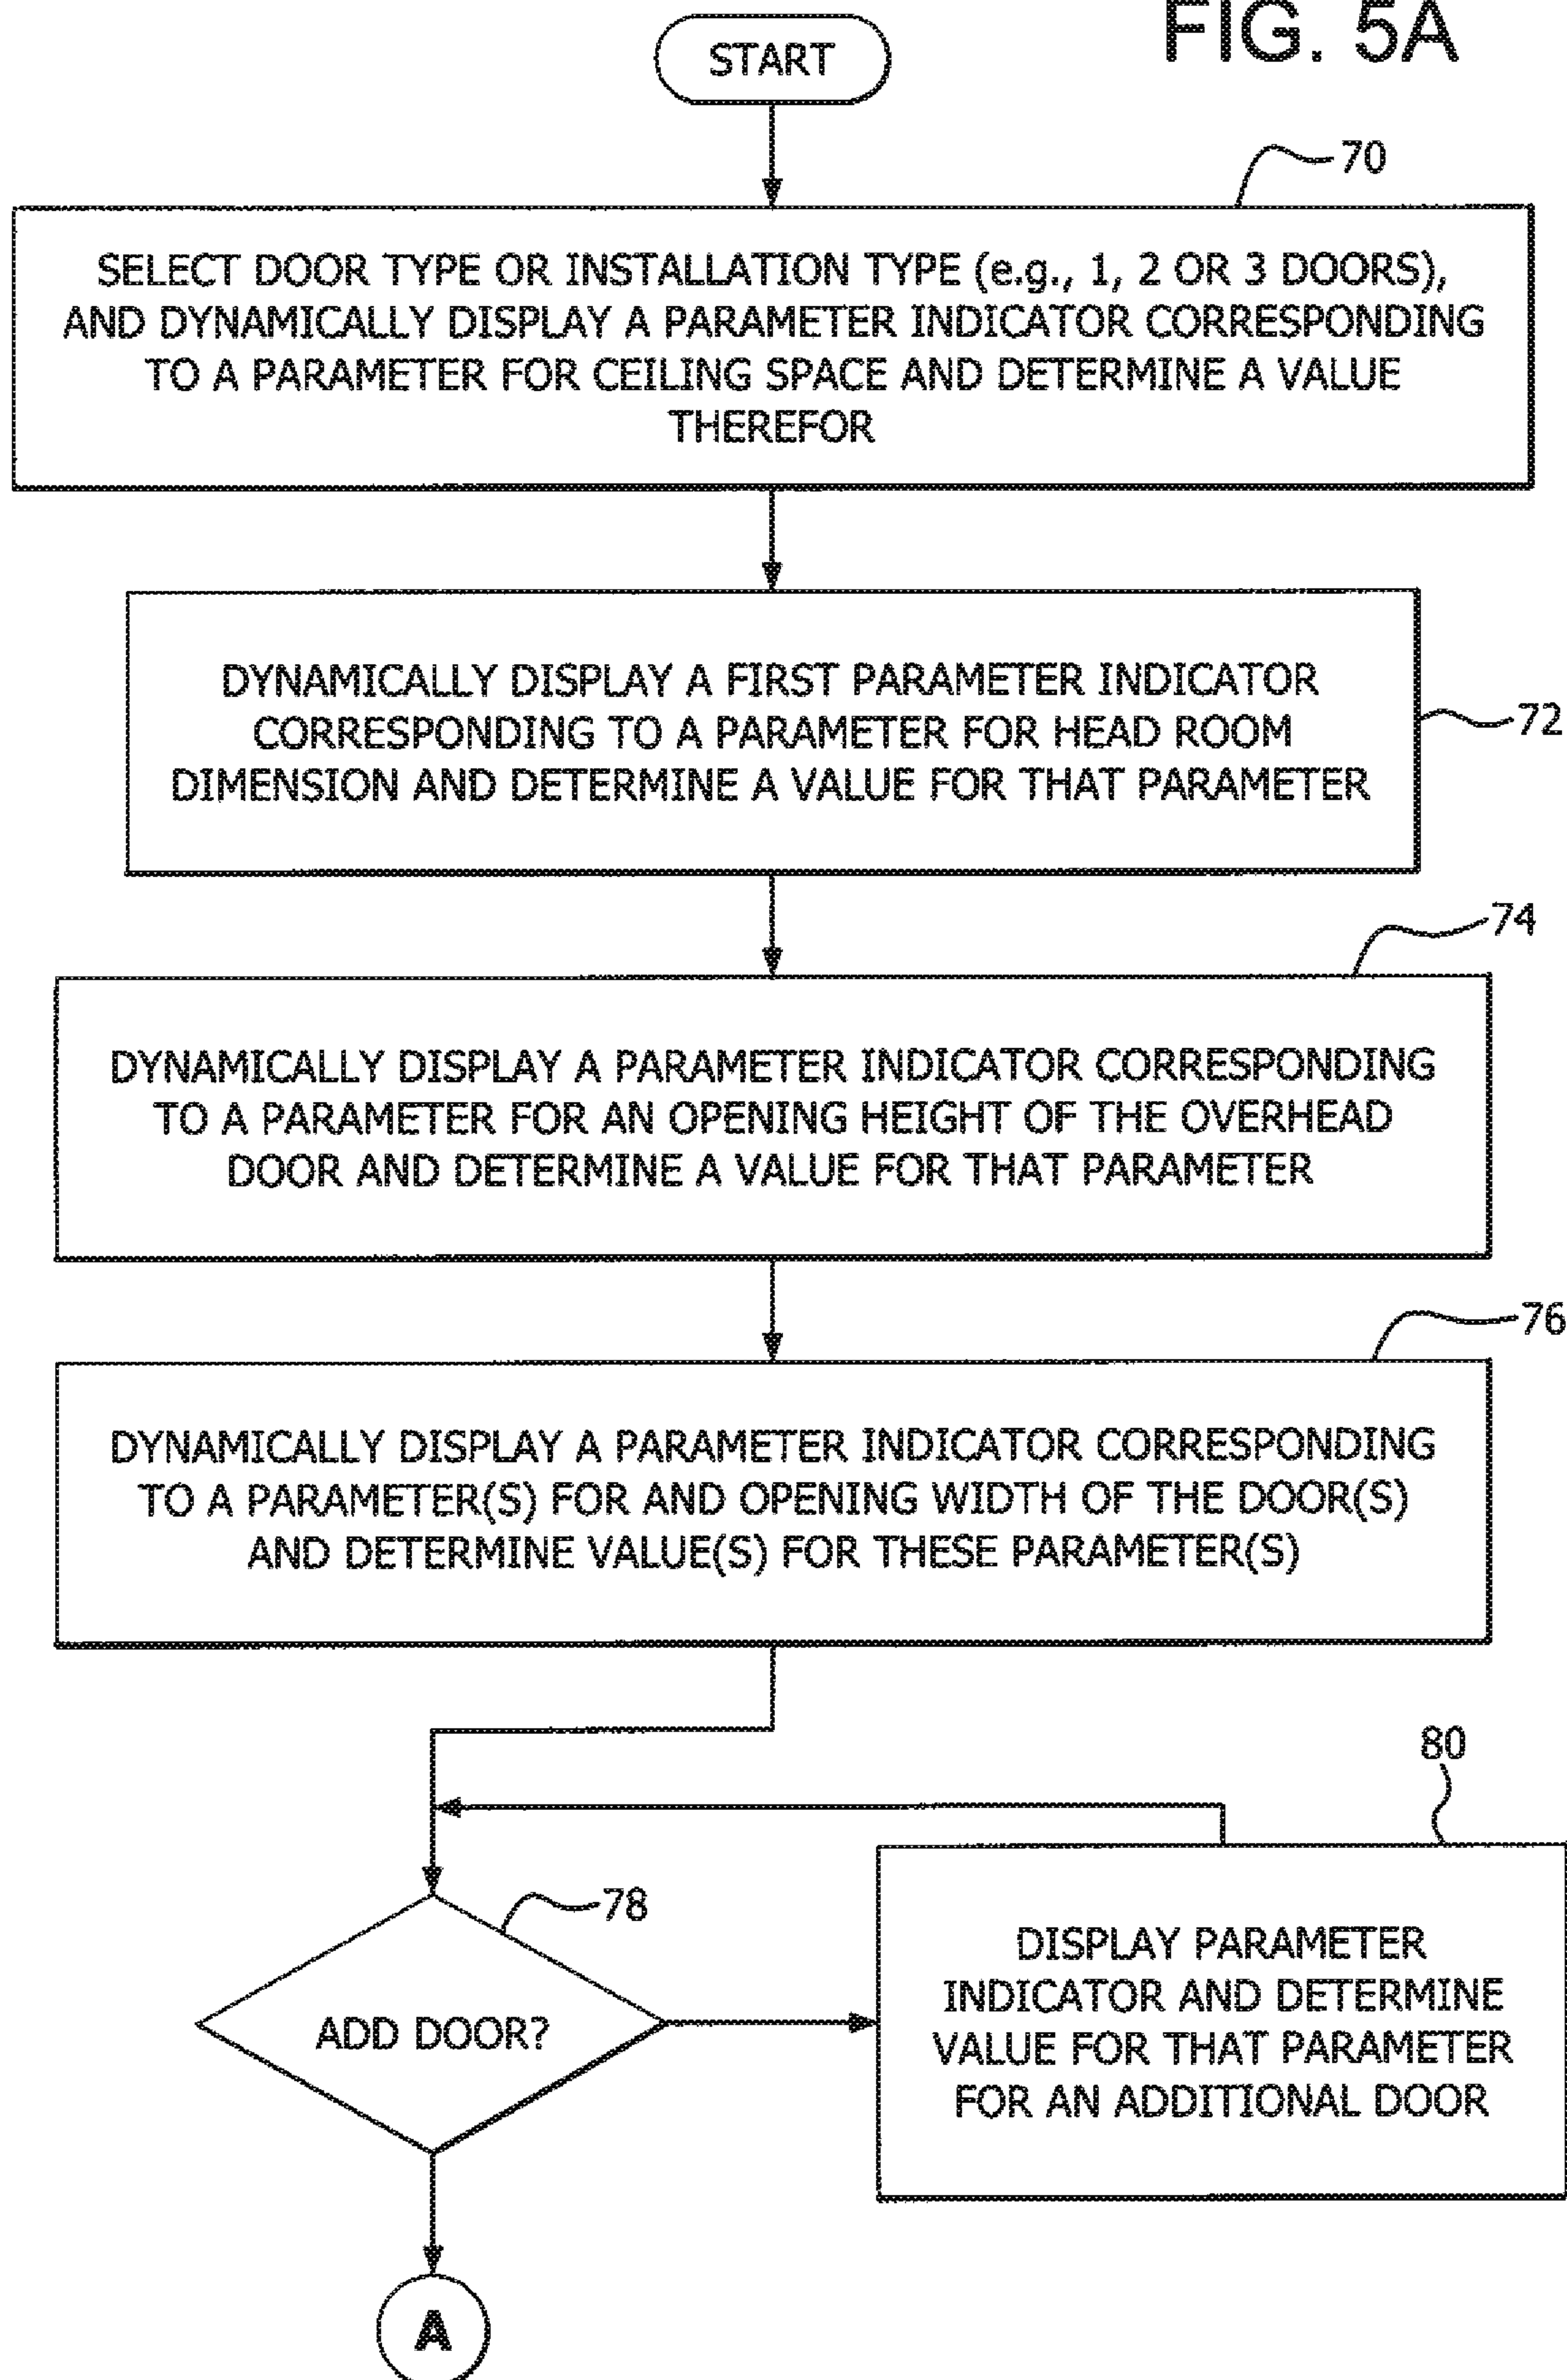 FIG. 5A
START
70
SELECT DOOR TYPE OR INSTALLATION TYPE (e.g., 1, 2 OR 3 DOORS),
AND DYNAMICALLY DISPLAY A PARAMETER INDICATOR CORRESPONDING
TO A PARAMETER FOR CEILING SPACE AND DETERMINE A VALUE
THEREFOR
DYNAMICALLY DISPLAY A FIRST PARAMETER INDICATOR
CORRESPONDING TO A PARAMETER FOR HEAD ROOM
DIMENSION AND DETERMINE A VALUE FOR THAT PARAMETER
72
74
DYNAMICALLY DISPLAY A PARAMETER INDICATOR CORRESPONDING
TO A PARAMETER FOR AN OPENING HEIGHT OF THE OVERHEAD
DOOR AND DETERMINE A VALUE FOR THAT PARAMETER
76
DYNAMICALLY DISPLAY A PARAMETER INDICATOR CORRESPONDING
TO A PARAMETER(S) FOR AND OPENING WIDTH OF THE DOOR(S)
AND DETERMINE VALUE(S) FOR THESE PARAMETER(S)
80
78
ADD DOOR?
DISPLAY PARAMETER
INDICATOR AND DETERMINE
VALUE FOR THAT PARAMETER
FOR AN ADDITIONAL DOOR
A